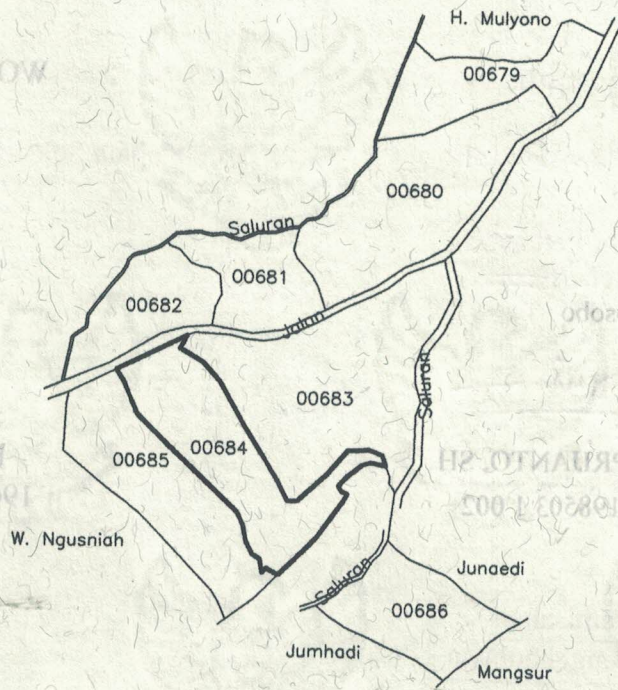 H. Mulyono
00679
00680
Saluran
00681
00682
Jalan
00683
Saluran
00684
00685
W. Ngusniah
Saluran
Junaedi
00686
Jumhadi
Mangsur